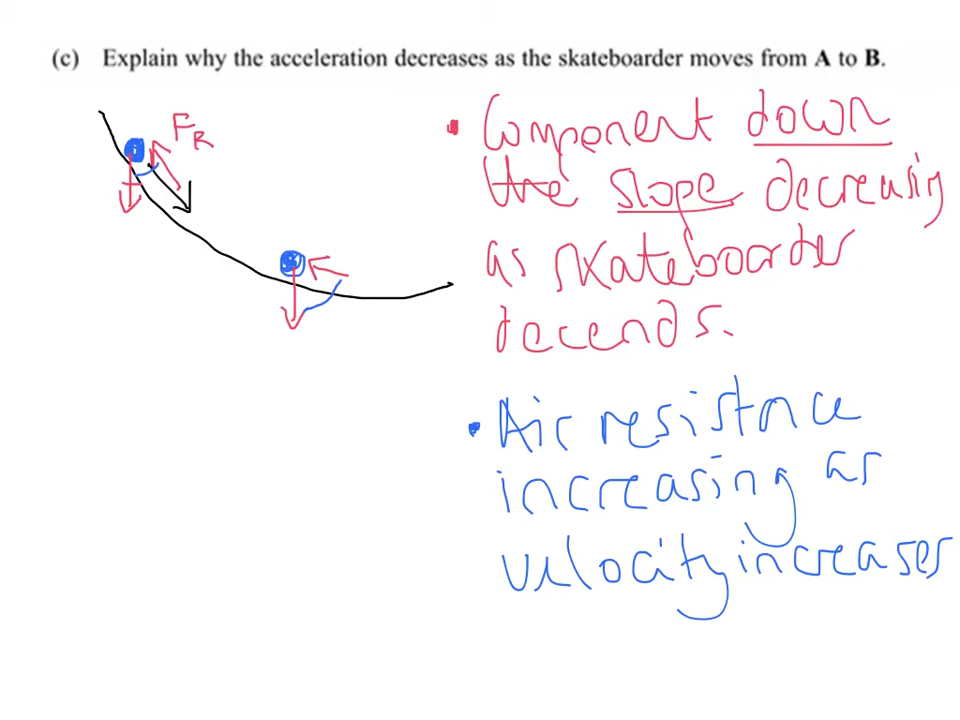 (c) Explain why the acceleration decreases as the skateboarder moves from A to B.
FR
• Component down
the slope decreasing
as skateboarder
decends.
• Air resistance
increasing as
velocity increases